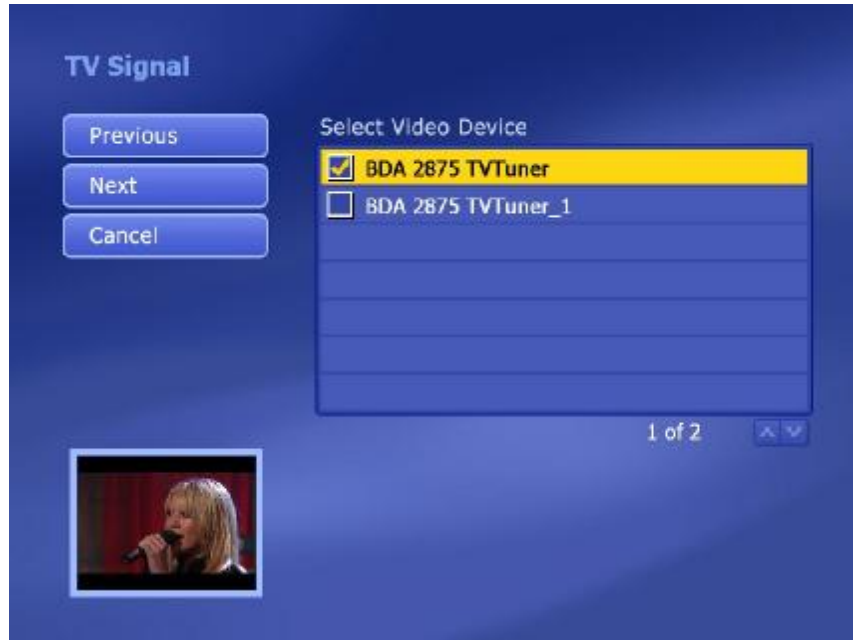 TV Signal
Previous
Next
Cancel
Select Video Device
BDA 2875 TVTuner
BDA 2875 TVTuner_1
1 of 2